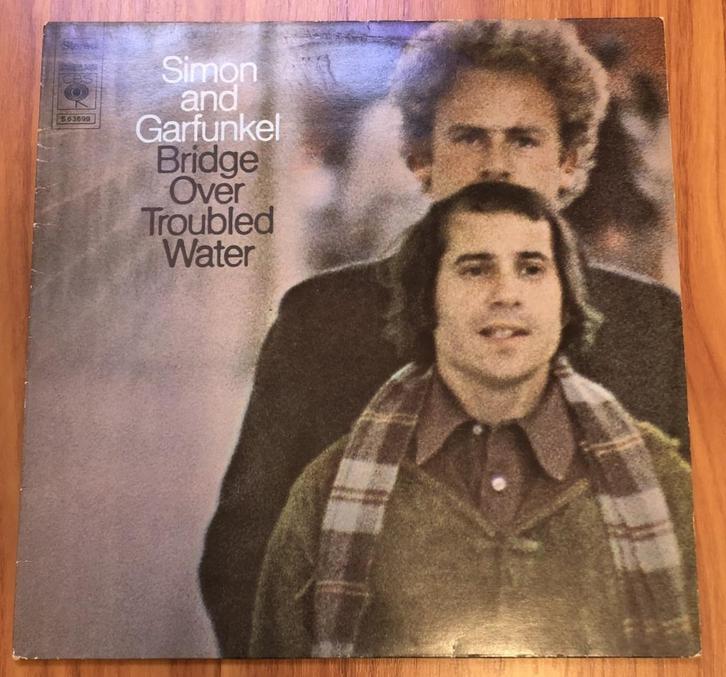 Stereo
CBS
S 63699
Simon
and
Garfunkel
Bridge
Over
Troubled
Water